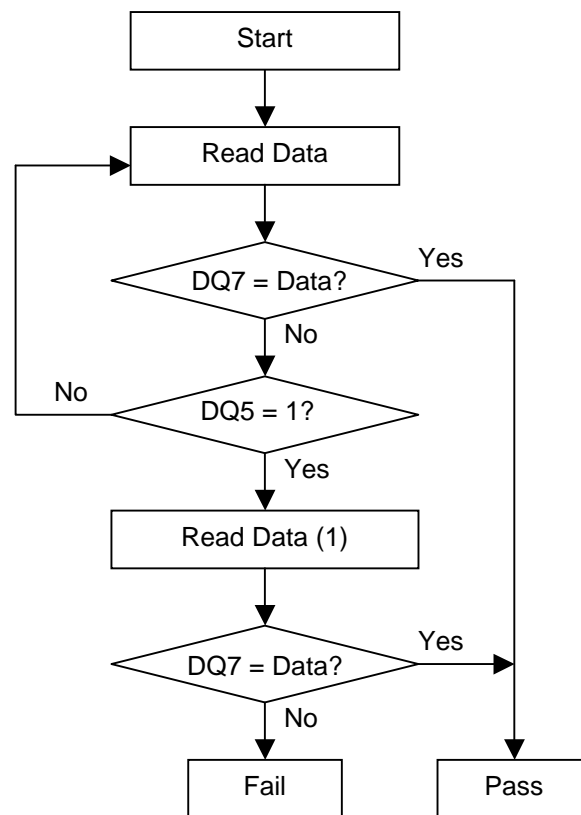 Start
Read Data
DQ7 = Data?
Yes
No
DQ5 = 1?
No
Yes
Read Data (1)
DQ7 = Data?
Yes
No
Fail
Pass